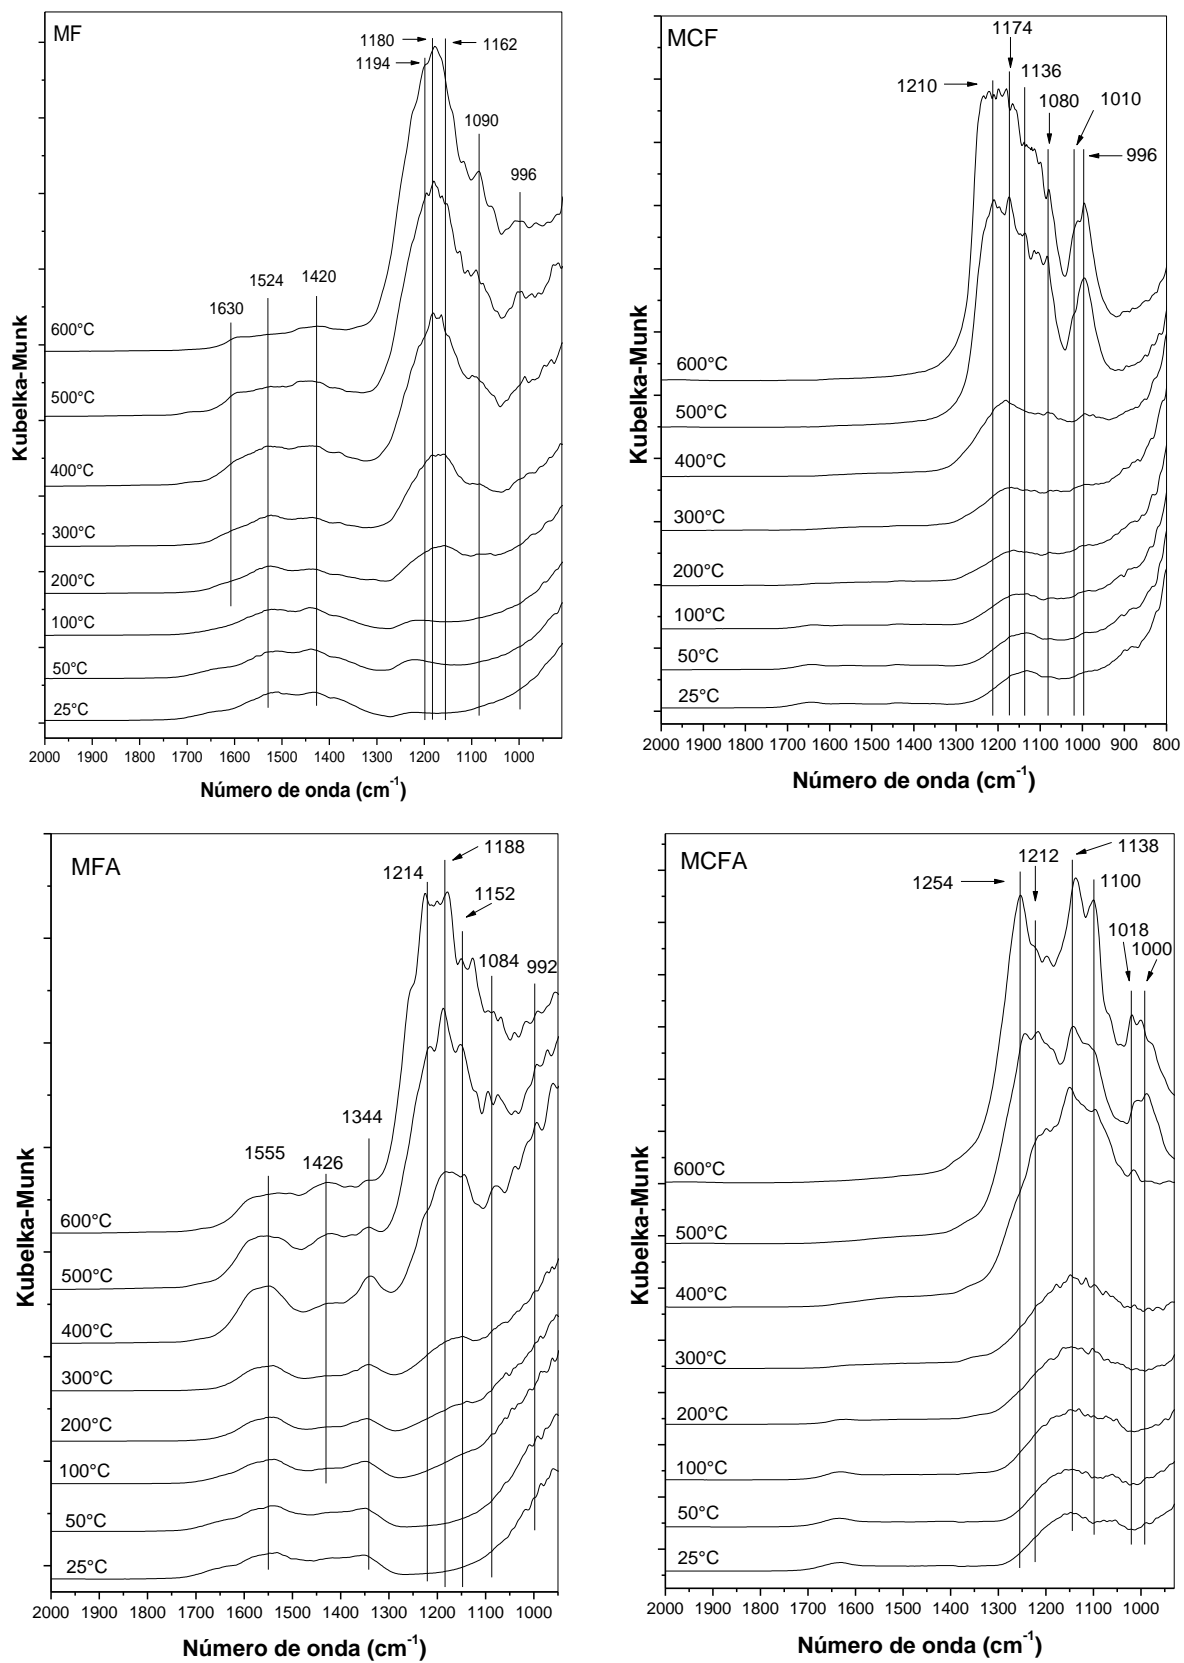 MF
1180
1162
1194
1090
996
1524
1420
1630
600°C
500°C
400°C
300°C
200°C
100°C
50°C
25°C
Kubelka-Munk
2000 1900 1800 1700 1600 1500 1400 1300 1200 1100 1000
Número de onda (cm⁻¹)
MCF
1174
1136
1210
1080
1010
996
600°C
500°C
400°C
300°C
200°C
100°C
50°C
25°C
Kubelka-Munk
2000 1900 1800 1700 1600 1500 1400 1300 1200 1100 1000 900 800
Número de onda (cm⁻¹)
MFA
1188
1214
1152
1084
992
1344
1555
1426
600°C
500°C
400°C
300°C
200°C
100°C
50°C
25°C
Kubelka-Munk
2000 1900 1800 1700 1600 1500 1400 1300 1200 1100 1000
Número de onda (cm⁻¹)
MCFA
1212
1138
1254
1100
1018
1000
600°C
500°C
400°C
300°C
200°C
100°C
50°C
25°C
Kubelka-Munk
2000 1900 1800 1700 1600 1500 1400 1300 1200 1100 1000
Número de onda (cm⁻¹)